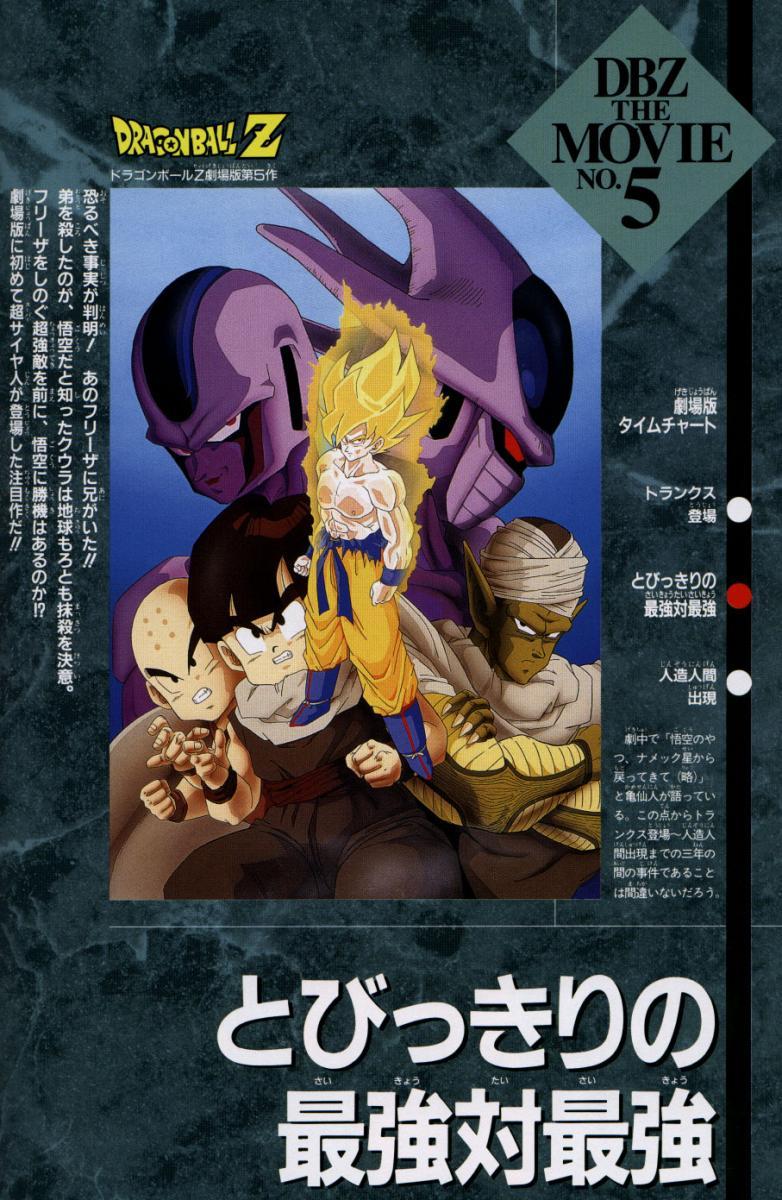 DBZ
THE
MOVIE
NO.5
DRAGONBALL Z
ドラゴンボールZ劇場版第5作
恐るべき事実が判明! あのフリーザに兄がいた!!
弟を殺したのが、悟空だと知ったクウラは地球もろとも抹殺を決意。
フリーザをしのぐ超強敵を前に、悟空に勝機はあるのか!?
劇場版に初めて超サイヤ人が登場した注目作だ!!
劇場版
タイムチャート
トランクス
登場
とびっきりの
最強対最強
人造人間
出現
劇中で「悟空のや
つ、ナメック星から
戻ってきて(略)」
と亀仙人が語ってい
る。この点からトラ
ンクス登場〜人造人
間出現までの三年の
間の事件であること
は間違いないだろう。
とびっきりの
最強対最強